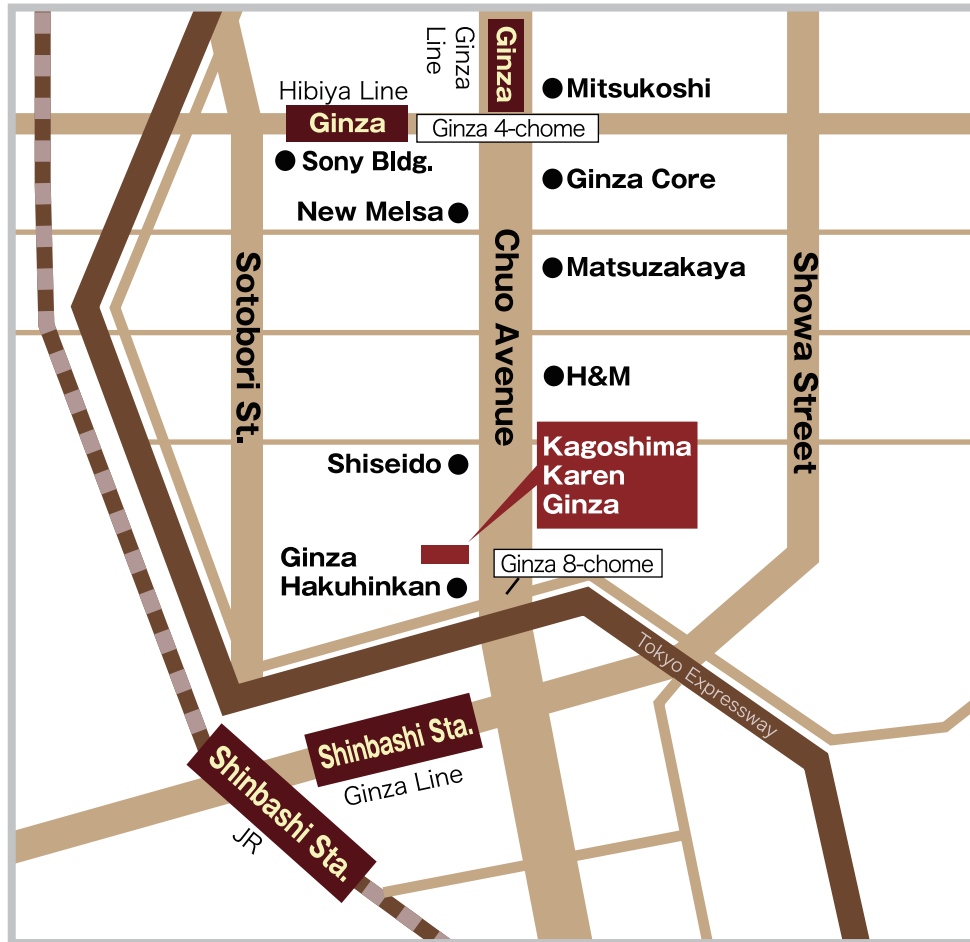 Ginza
Line
Ginza
Mitsukoshi
Hibiya Line
Ginza
Ginza 4-chome
Sony Bldg.
Ginza Core
New Melsa
Sotobori St.
Chuo Avenue
Matsuzakaya
Showa Street
H&M
Kagoshima
Karen
Ginza
Shiseido
Ginza
Hakuhinkan
Ginza 8-chome
Tokyo Expressway
Shinbashi Sta.
Ginza Line
Shinbashi Sta.
JR